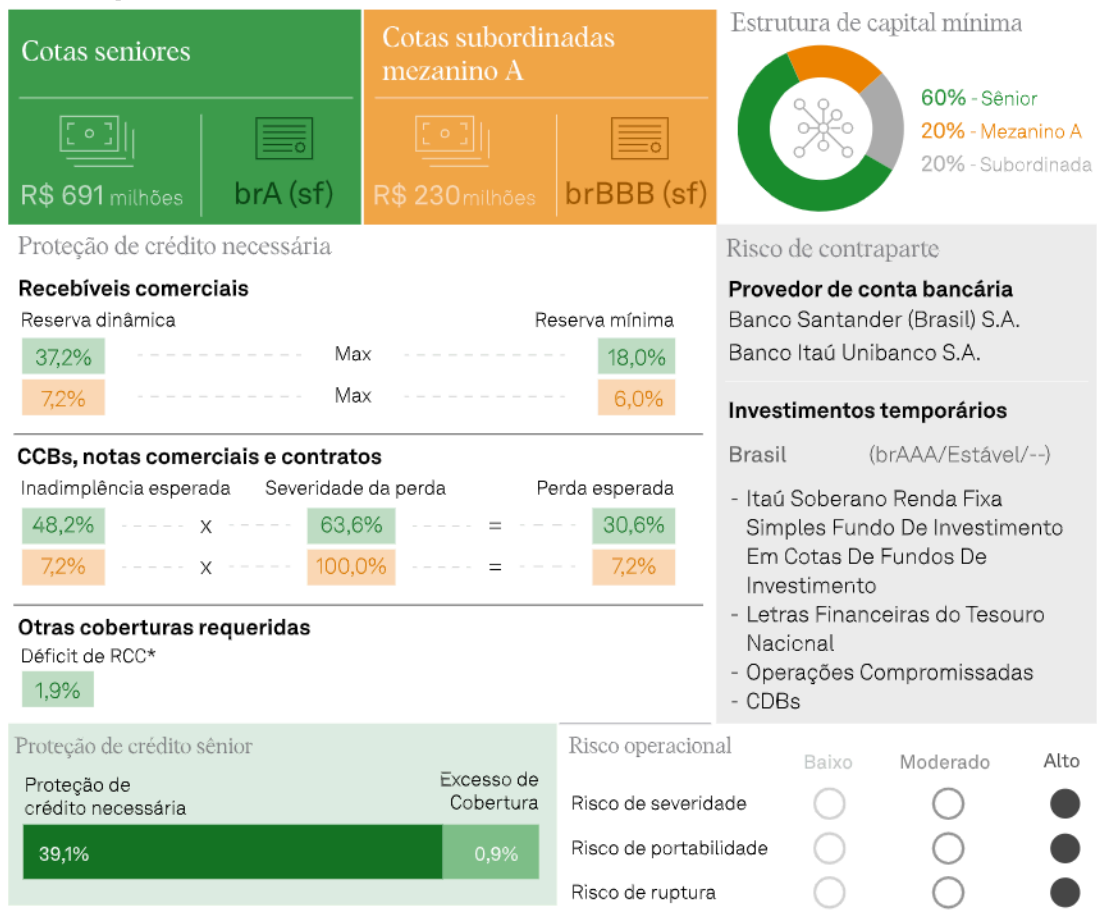 Cotas seniores
R$ 691 milhões
brA (sf)
Cotas subordinadas
mezanino A
R$ 230 milhões
brBBB (sf)
Estrutura de capital mínima
60% - Sênior
20% - Mezanino A
20% - Subordinada
Proteção de crédito necessária
Recebíveis comerciais
Reserva dinâmica Reserva mínima
37,2% Max 18,0%
7,2% Max 6,0%
CCBs, notas comerciais e contratos
Inadimplência esperada Severidade da perda Perda esperada
48,2% x 63,6% = 30,6%
7,2% x 100,0% = 7,2%
Otras coberturas requeridas
Déficit de RCC*
1,9%
Risco de contraparte
Provedor de conta bancária
Banco Santander (Brasil) S.A.
Banco Itaú Unibanco S.A.
Investimentos temporários
Brasil (brAAA/Estável/--)
- Itaú Soberano Renda Fixa
Simples Fundo De Investimento
Em Cotas De Fundos De
Investimento
- Letras Financeiras do Tesouro
Nacional
- Operações Compromissadas
- CDBs
Proteção de crédito sênior
Proteção de
crédito necessária
Excesso de
Cobertura
39,1% 0,9%
Risco operacional
Baixo Moderado Alto
Risco de severidade
Risco de portabilidade
Risco de ruptura